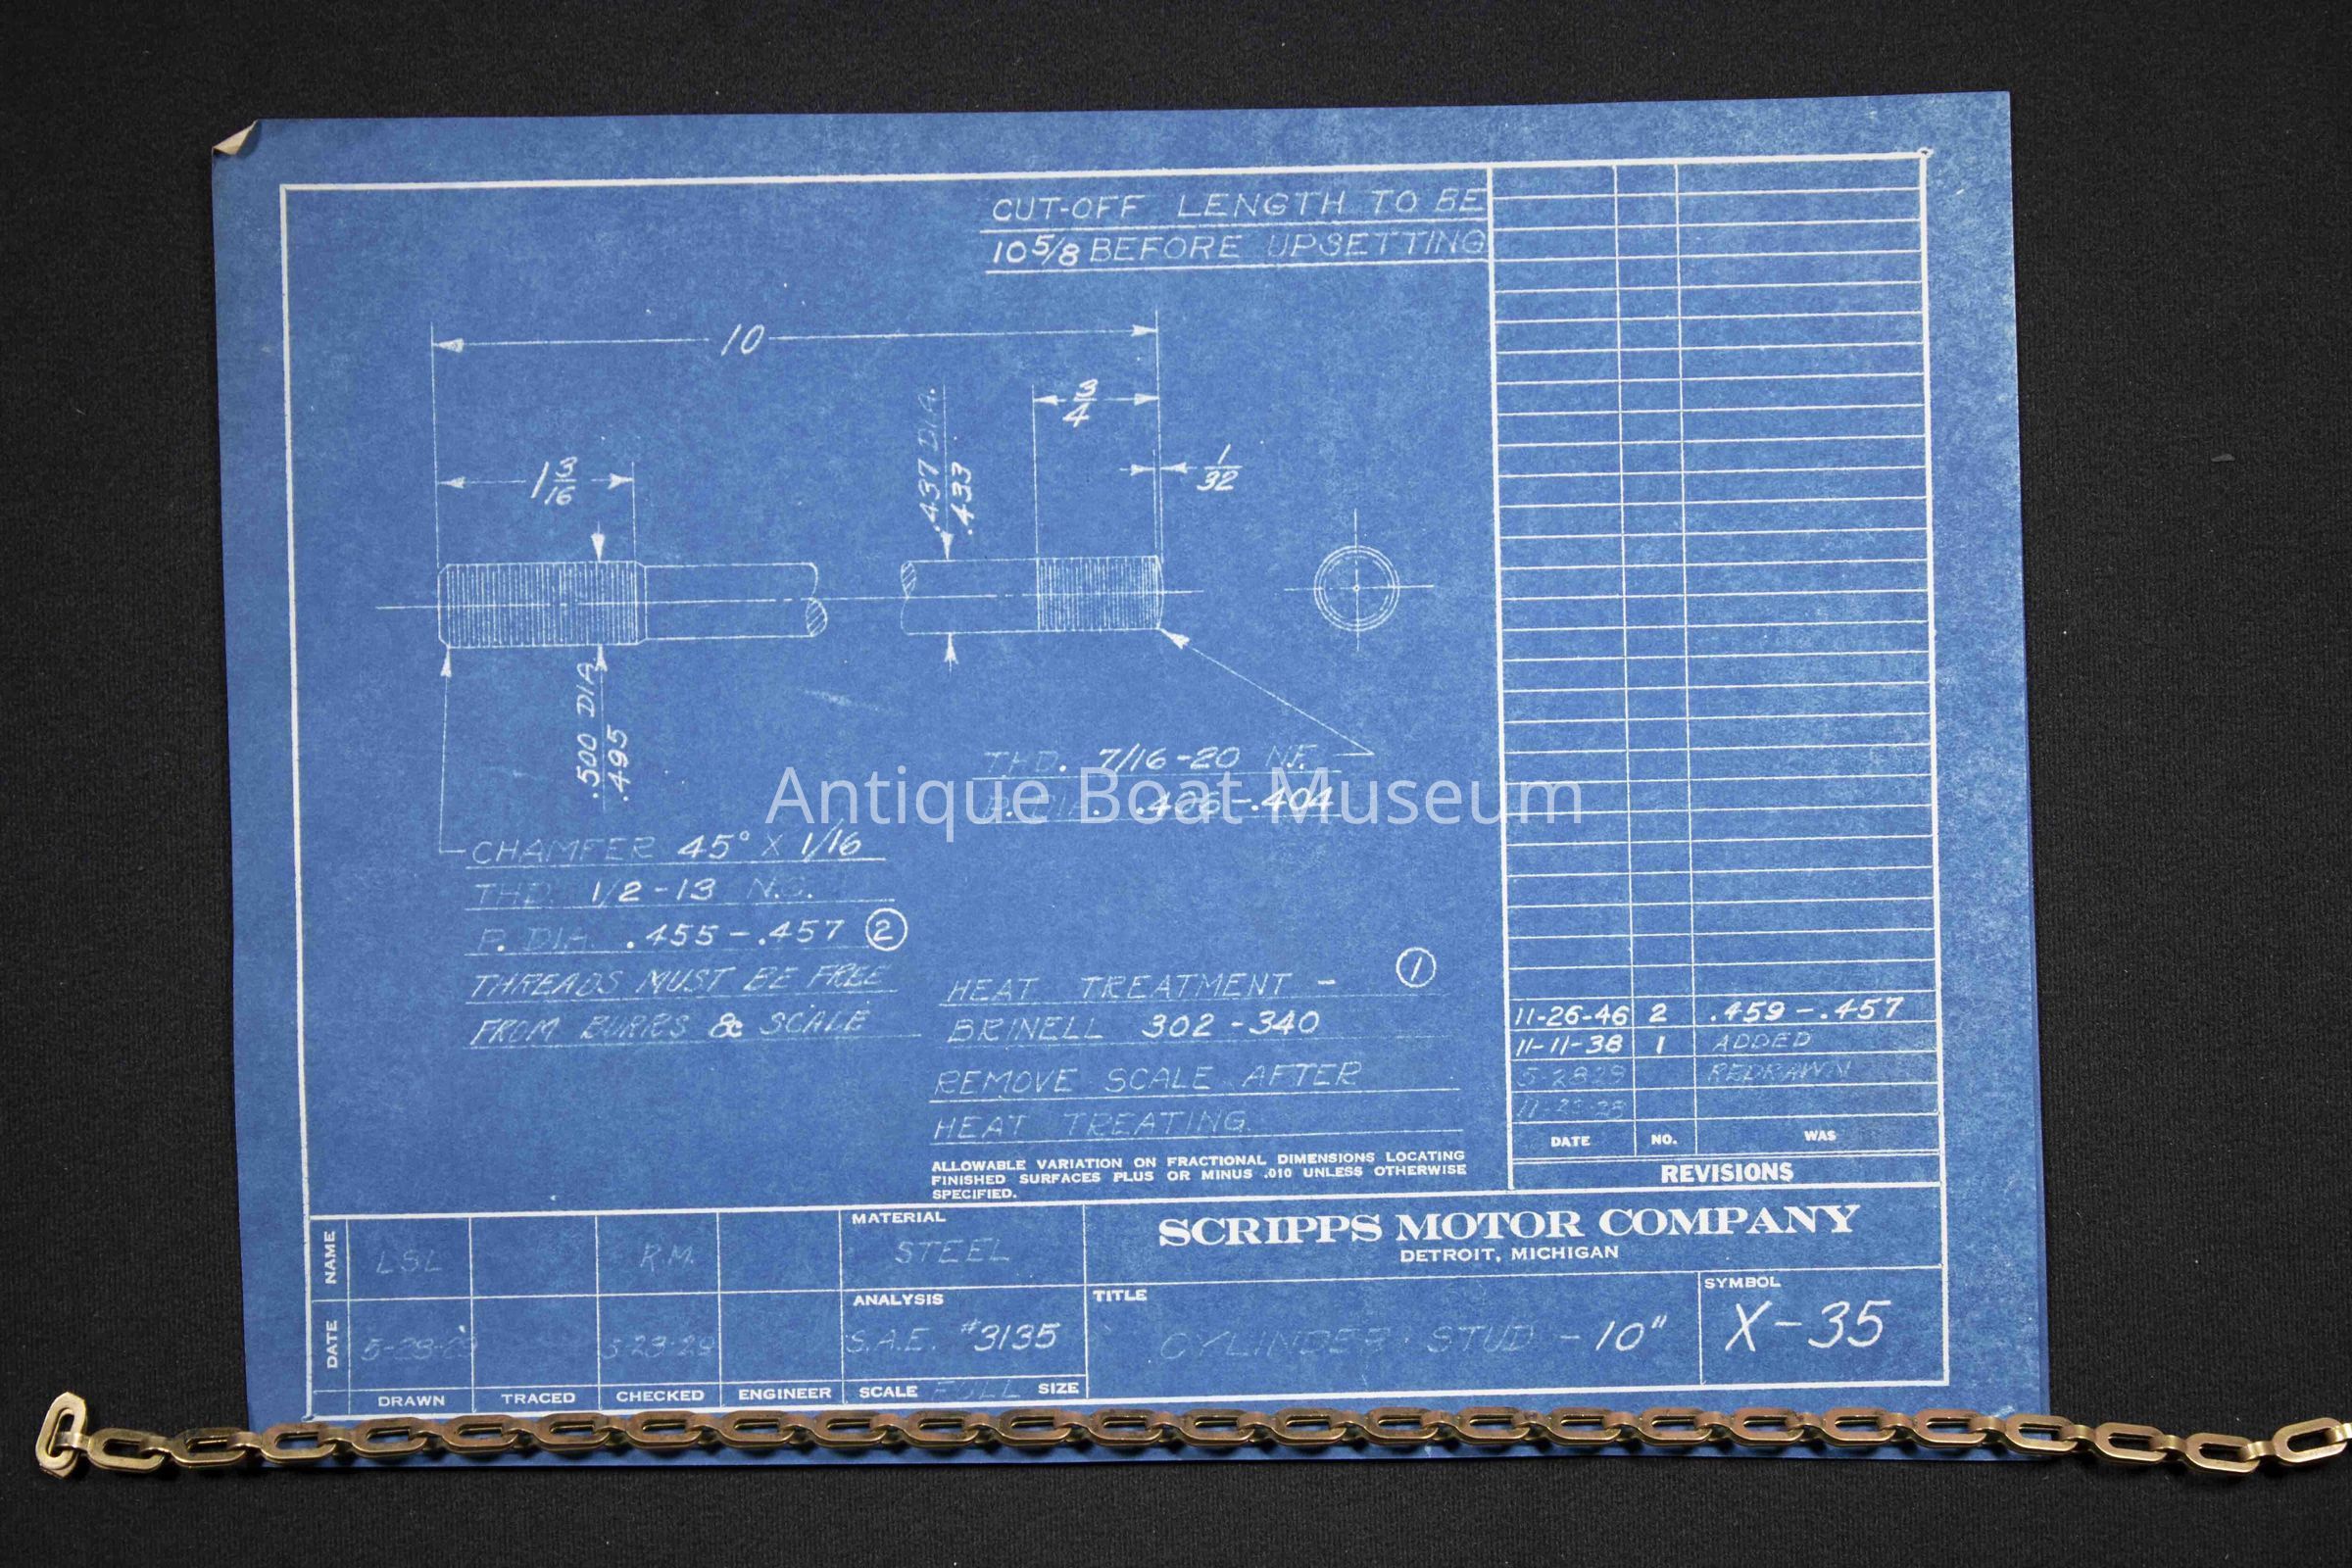 CUT-OFF LENGTH TO BE
10 5/8 BEFORE UPSETTING
10
3/4
1 3/16
.437 DIA.
.433
1/32
.500 DIA.
.495
THD. 7/16-20 N.F.
P. DIA. .406-.404
Antique Boat Museum
CHAMFER 45° X 1/16
THD. 1/2-13 N.C.
P. DIA. .455-.457 2
THREADS MUST BE FREE
FROM BURRS & SCALE
HEAT TREATMENT - 1
BRINELL 302-340
REMOVE SCALE AFTER
HEAT TREATING.
ALLOWABLE VARIATION ON FRACTIONAL DIMENSIONS LOCATING
FINISHED SURFACES PLUS OR MINUS .010 UNLESS OTHERWISE
SPECIFIED.
11-26-46 2 .459-.457
11-11-38 1 ADDED
REDRAWN
DATE NO. WAS
REVISIONS
NAME LSL R.M.
DATE
DRAWN TRACED CHECKED ENGINEER
MATERIAL
STEEL
ANALYSIS
S.A.E. #3135
SCALE FULL SIZE
SCRIPPS MOTOR COMPANY
DETROIT, MICHIGAN
TITLE
CYLINDER STUD - 10"
SYMBOL
X-35